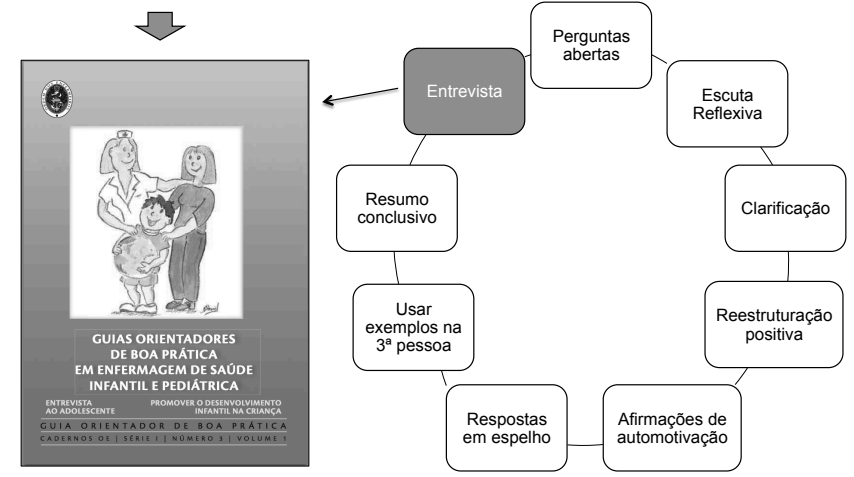 GUIAS ORIENTADORES
DE BOA PRÁTICA
EM ENFERMAGEM DE SAÚDE
INFANTIL E PEDIÁTRICA
ENTREVISTA
AO ADOLESCENTE
PROMOVER O DESENVOLVIMENTO
INFANTIL NA CRIANÇA
GUIA ORIENTADOR DE BOA PRÁTICA
CADERNOS OE | SÉRIE I | NÚMERO 3 | VOLUME 1
Entrevista
Perguntas
abertas
Escuta
Reflexiva
Clarificação
Reestruturação
positiva
Afirmações de
automotivação
Respostas
em espelho
Usar
exemplos na
3ª pessoa
Resumo
conclusivo